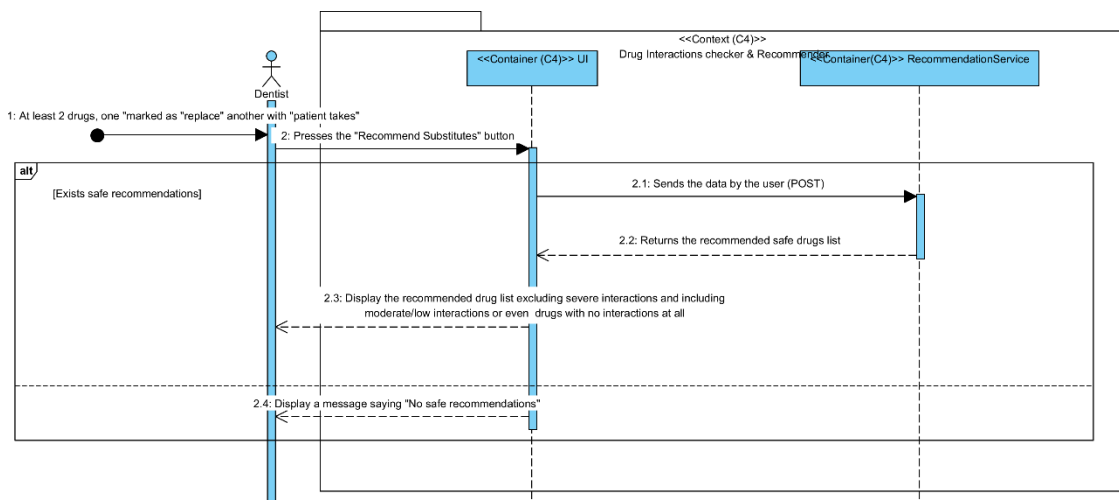 <<Context (C4)>>
Drug Interactions checker & Recommender
<<Container (C4)>> UI
<<Container(C4)>> RecommendationService
Dentist
1: At least 2 drugs, one "marked as "replace" another with "patient takes"
2: Presses the "Recommend Substitutes" button
alt
[Exists safe recommendations]
2.1: Sends the data by the user (POST)
2.2: Returns the recommended safe drugs list
2.3: Display the recommended drug list excluding severe interactions and including
moderate/low interactions or even drugs with no interactions at all
2.4: Display a message saying "No safe recommendations"